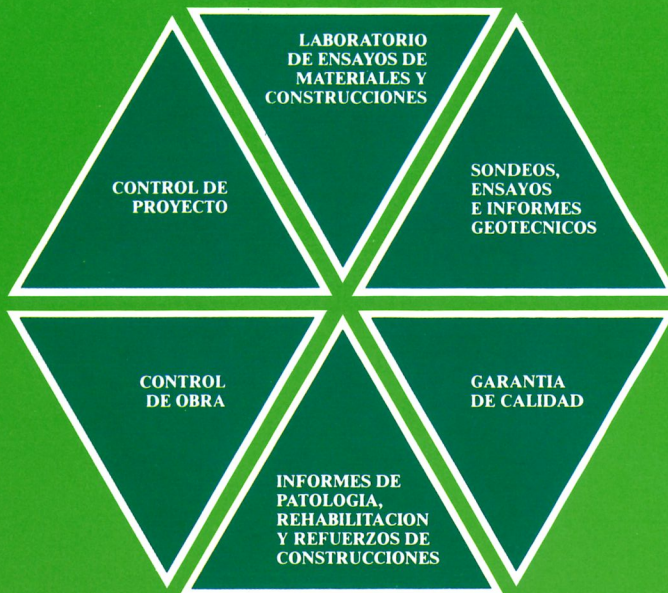 LABORATORIO
DE ENSAYOS DE
MATERIALES Y
CONSTRUCCIONES
CONTROL DE
PROYECTO
SONDEOS,
ENSAYOS
E INFORMES
GEOTECNICOS
CONTROL
DE OBRA
GARANTIA
DE CALIDAD
INFORMES DE
PATOLOGIA,
REHABILITACION
Y REFUERZOS DE
CONSTRUCCIONES